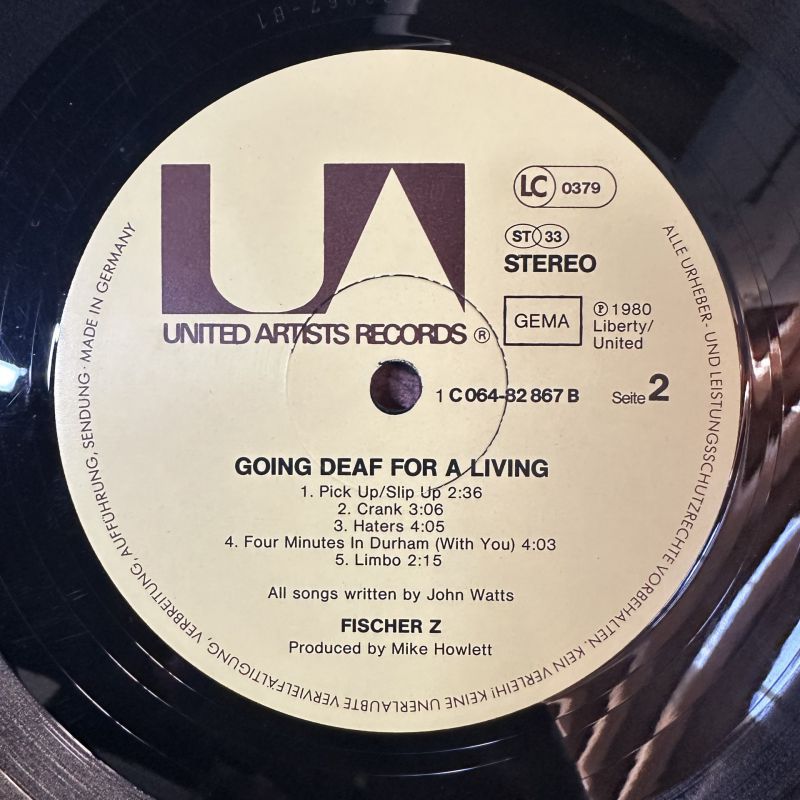 UA
UNITED ARTISTS RECORDS ®
LC 0379
ST 33
STEREO
GEMA
℗ 1980
Liberty/
United
1 C 064-82 867 B
Seite 2
GOING DEAF FOR A LIVING
1. Pick Up/Slip Up 2:36
2. Crank 3:06
3. Haters 4:05
4. Four Minutes In Durham (With You) 4:03
5. Limbo 2:15
All songs written by John Watts
FISCHER Z
Produced by Mike Howlett
ALLE URHEBER- UND LEISTUNGSSCHUTZRECHTE VORBEHALTEN. KEIN VERLEIH! KEINE UNERLAUBTE VERVIELFÄLTIGUNG, VERBREITUNG, AUFFÜHRUNG, SENDUNG · MADE IN GERMANY